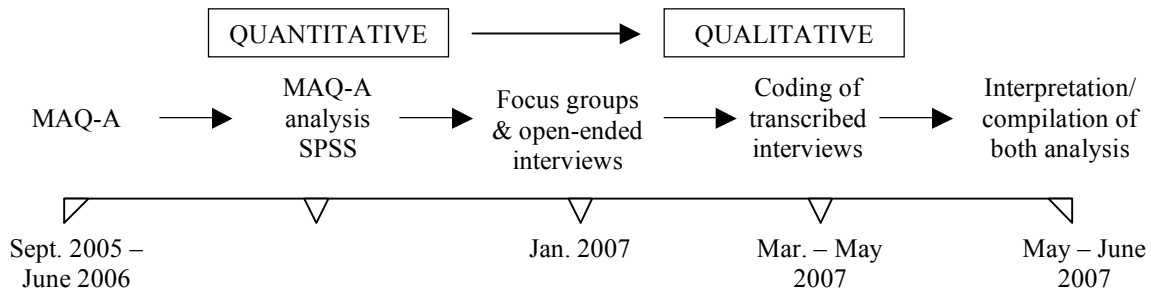 QUANTITATIVE
QUALITATIVE
MAQ-A
MAQ-A
analysis
SPSS
Focus groups
& open-ended
interviews
Coding of
transcribed
interviews
Interpretation/
compilation of
both analysis
Sept. 2005 –
June 2006
Jan. 2007
Mar. – May
2007
May – June
2007